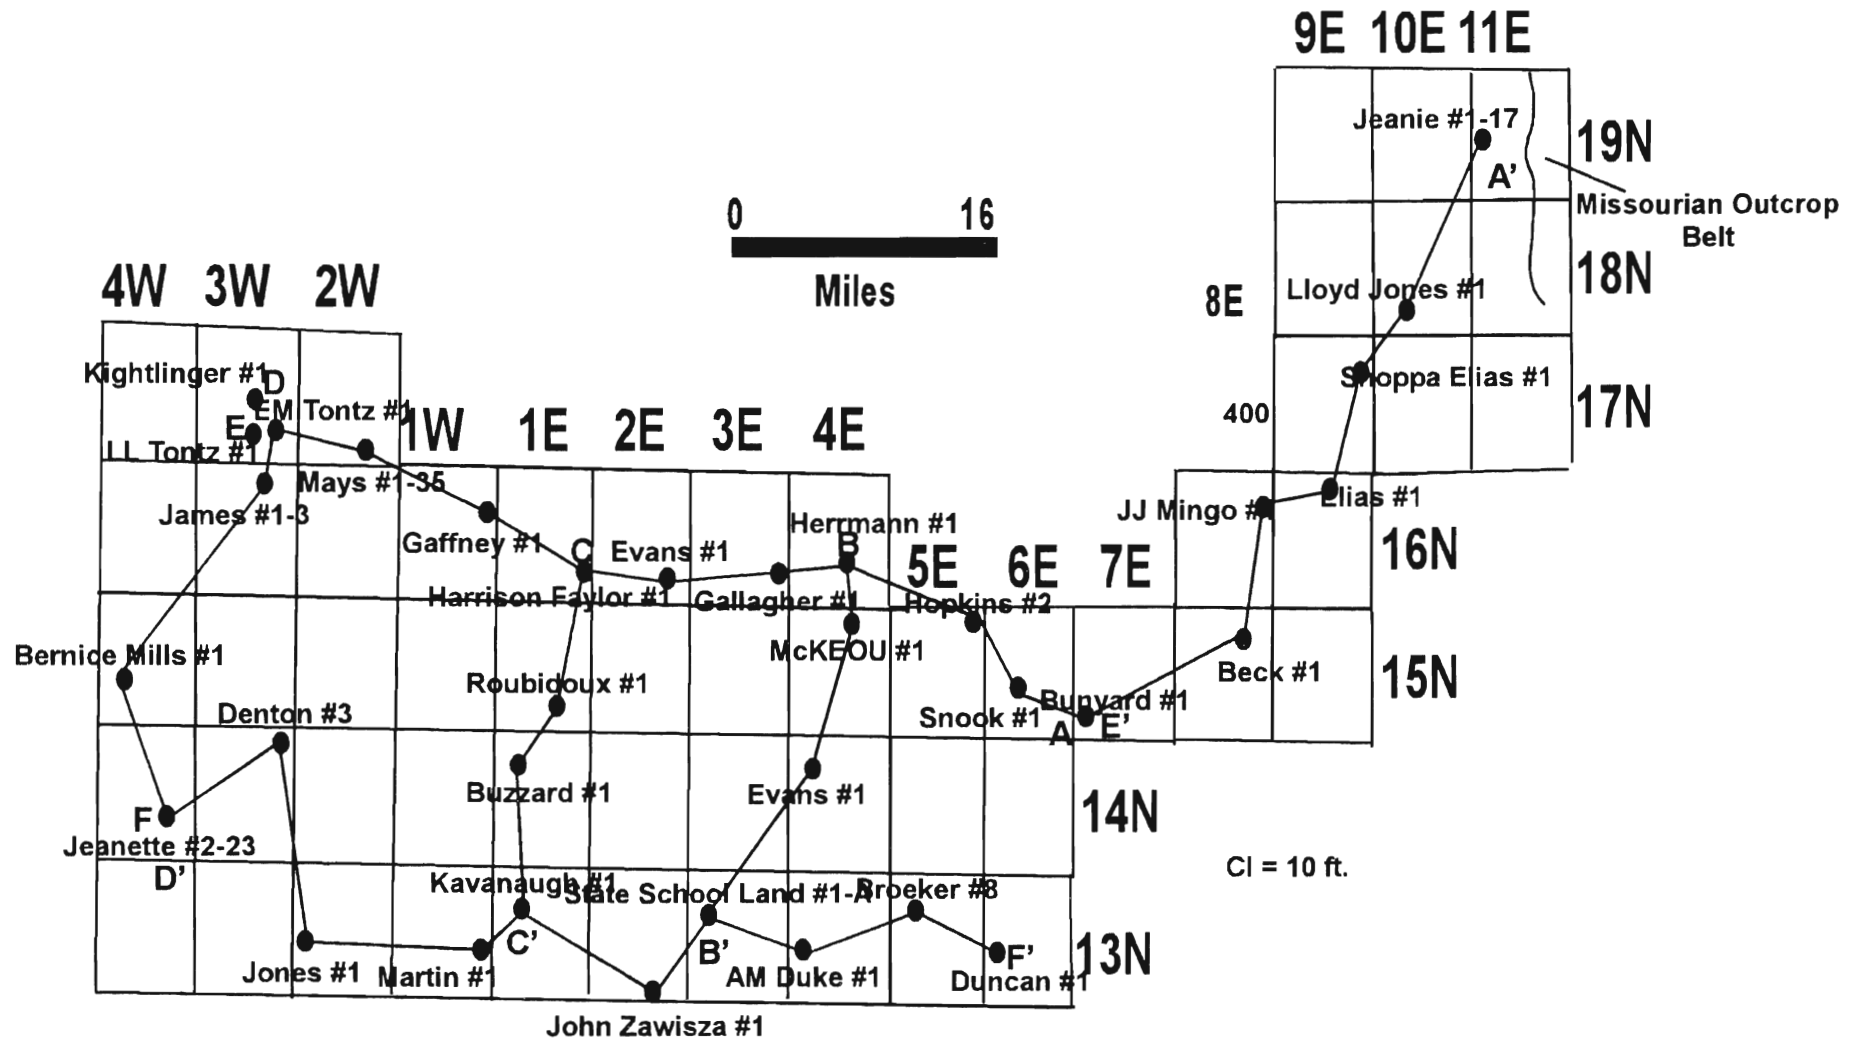 9E 10E 11E
Jeanie #1-17
19N
A’
Missourian Outcrop
Belt
0 16
Miles
18N
8E
Lloyd Jones #1
4W 3W 2W
Kightlinger #1
D
EM Tontz #1
E
LL Tontz #1
Shoppa Elias #1
17N
400
1W 1E 2E 3E 4E
Mays #1-35
James #1-3
JJ Mingo #1
Elias #1
Herrmann #1
B
Gaffney #1
C
Evans #1
5E 6E 7E
16N
Harrison Faylor #1
Gallagher #1
Hopkins #2
McKEOU #1
Bernice Mills #1
Roubidoux #1
Beck #1
15N
Denton #3
Snook #1
Bunyard #1
A
E’
Buzzard #1
Evans #1
14N
F
Jeanette #2-23
D’
CI = 10 ft.
Kavanaugh #1
State School Land #1-A
Broeker #8
C’
B’
F’
13N
Jones #1
Martin #1
AM Duke #1
Duncan #1
John Zawisza #1